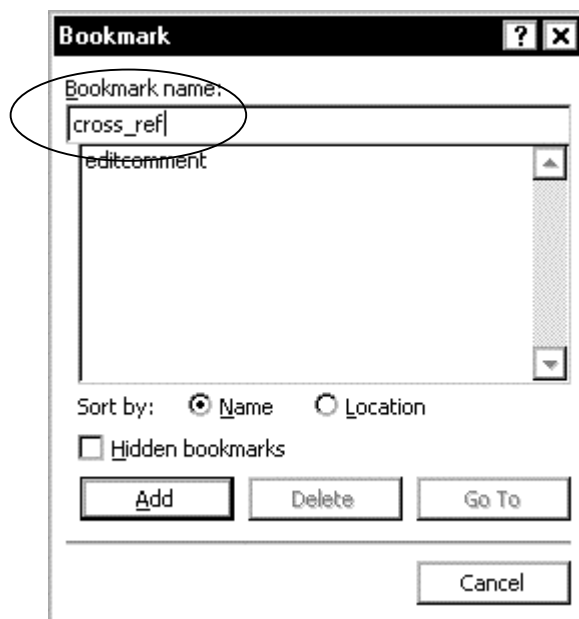 Bookmark ? X
Bookmark name:
cross_ref
editcomment
Sort by: Name Location
Hidden bookmarks
Add Delete Go To
Cancel